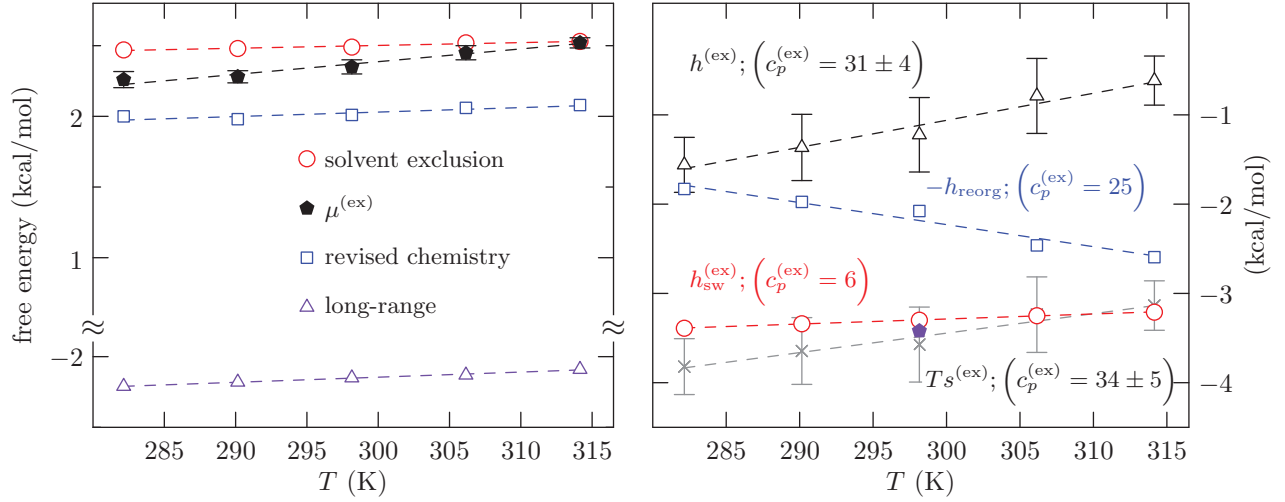 free energy (kcal/mol)
2
1
−2
≈
≈
solvent exclusion
μ^(ex)
revised chemistry
long-range
285 290 295 300 305 310 315
T (K)
h^(ex); (c_p^(ex) = 31 ± 4)
−h_reorg; (c_p^(ex) = 25)
h_sw^(ex); (c_p^(ex) = 6)
Ts^(ex); (c_p^(ex) = 34 ± 5)
−1
−2
−3
−4
(kcal/mol)
285 290 295 300 305 310 315
T (K)